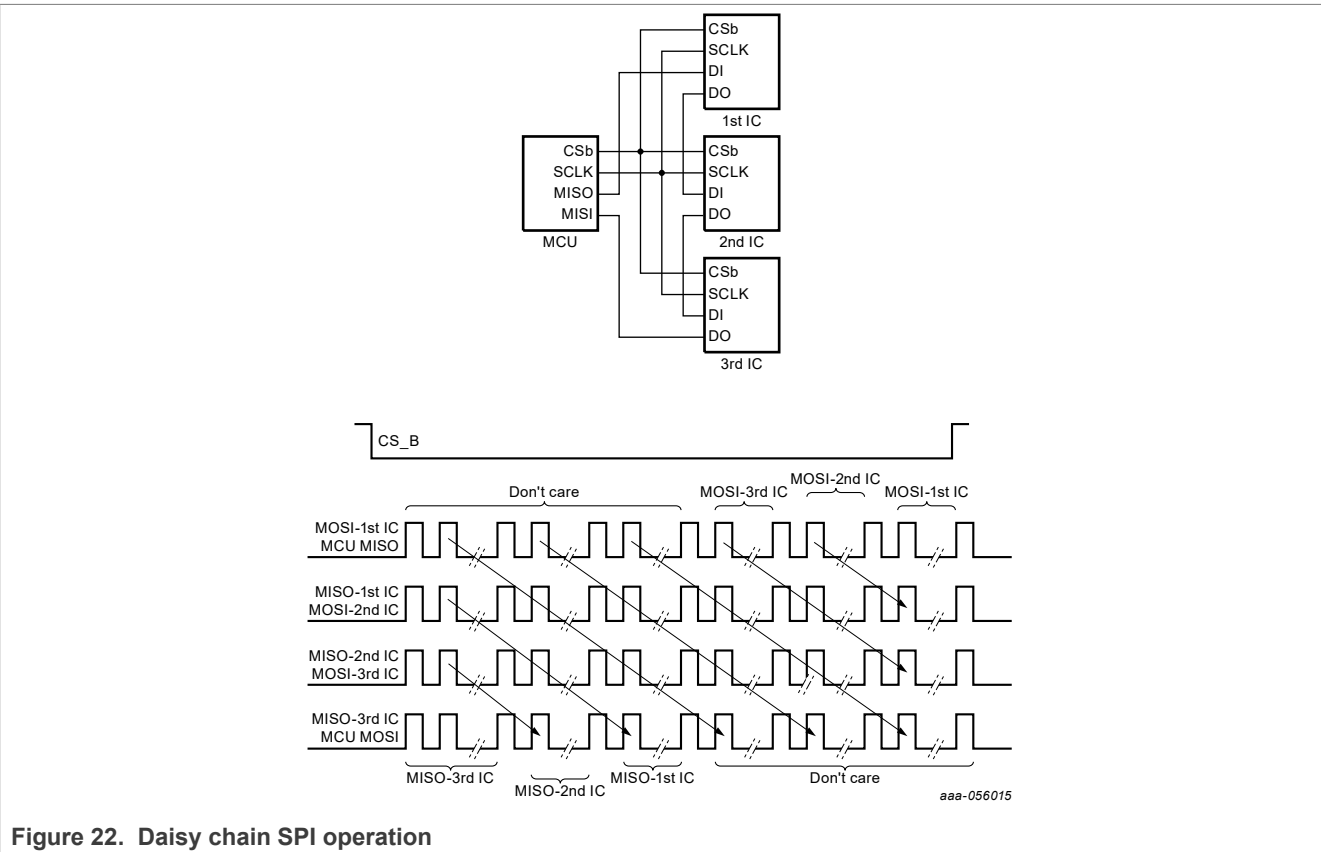 CSb
SCLK
DI
DO
1st IC
CSb
SCLK
MISO
MISI
MCU
CSb
SCLK
DI
DO
2nd IC
CSb
SCLK
DI
DO
3rd IC
CS_B
Don't care
MOSI-3rd IC
MOSI-2nd IC
MOSI-1st IC
MOSI-1st IC
MCU MISO
MISO-1st IC
MOSI-2nd IC
MISO-2nd IC
MOSI-3rd IC
MISO-3rd IC
MCU MOSI
MISO-3rd IC
MISO-2nd IC
MISO-1st IC
Don't care
aaa-056015
Figure 22. Daisy chain SPI operation